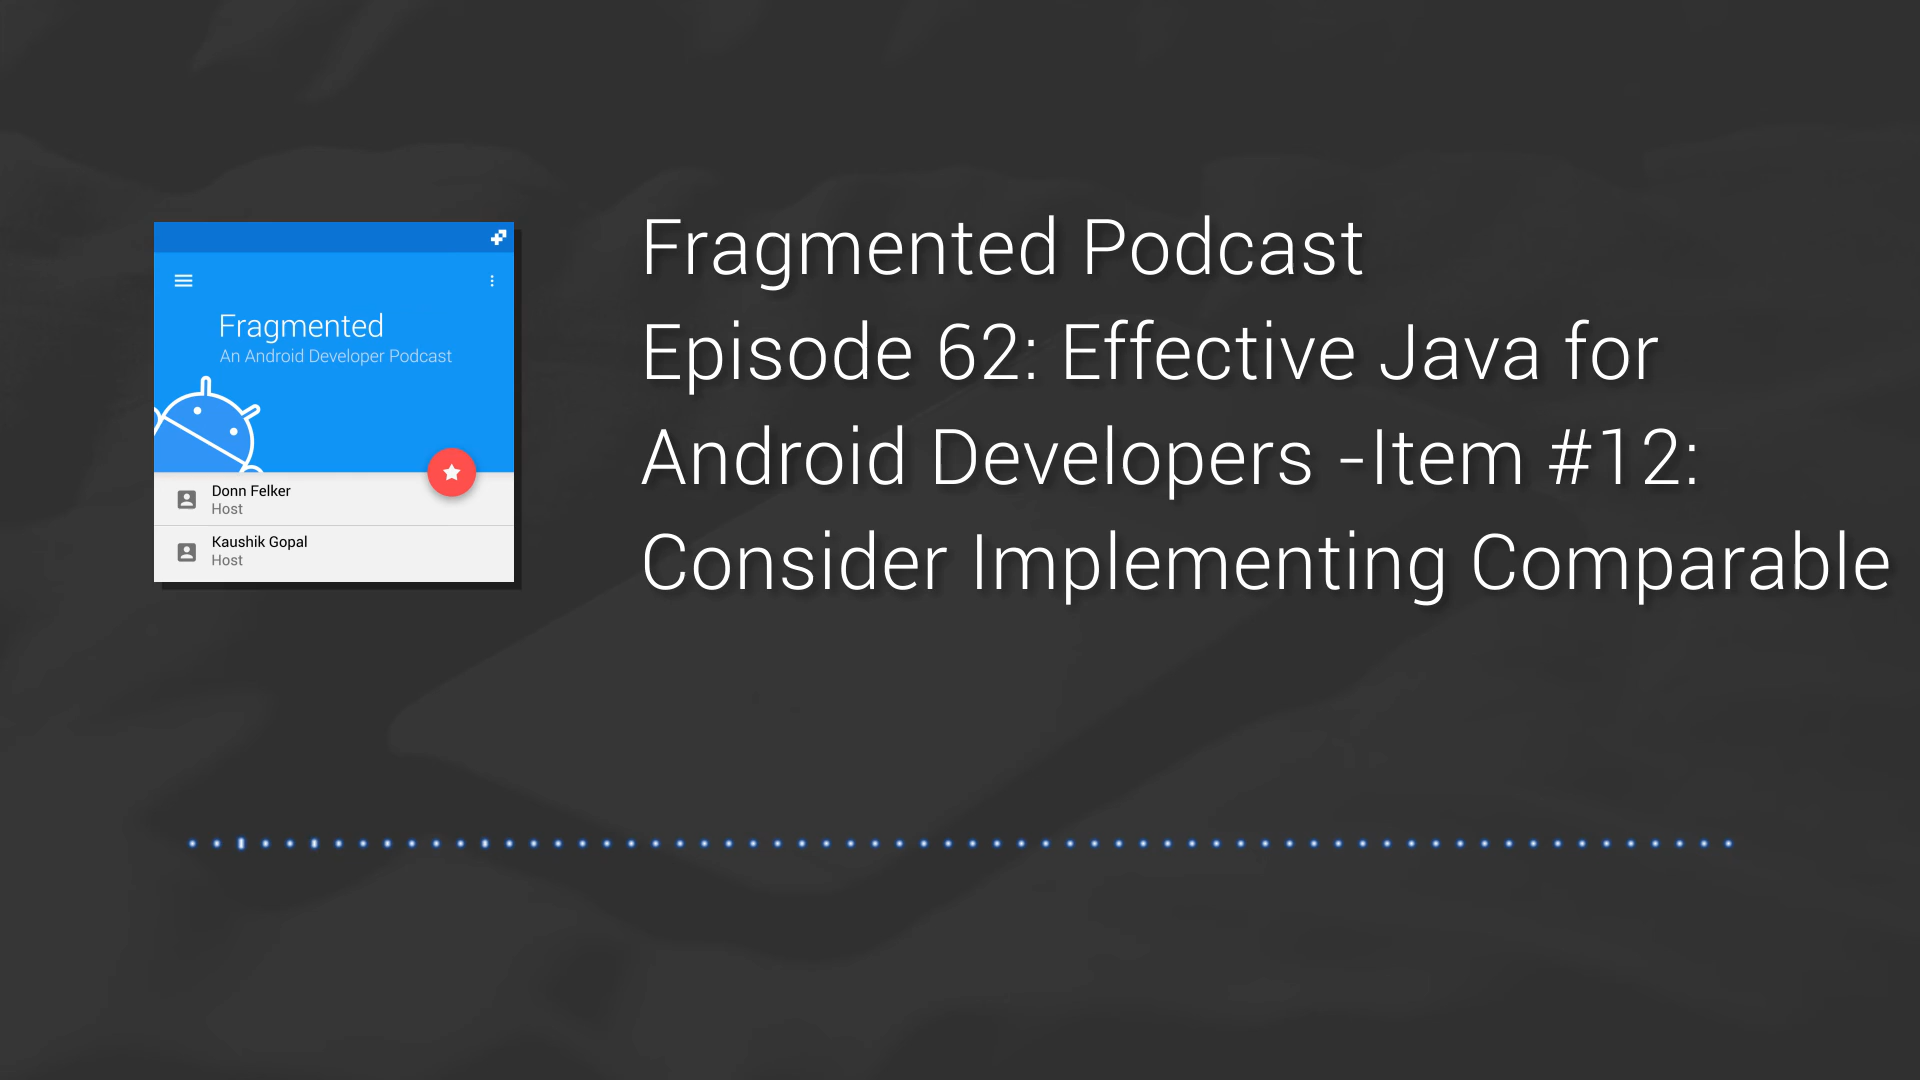 Fragmented
An Android Developer Podcast
Donn Felker
Host
Kaushik Gopal
Host
Fragmented Podcast
Episode 62: Effective Java for
Android Developers -Item #12:
Consider Implementing Comparable